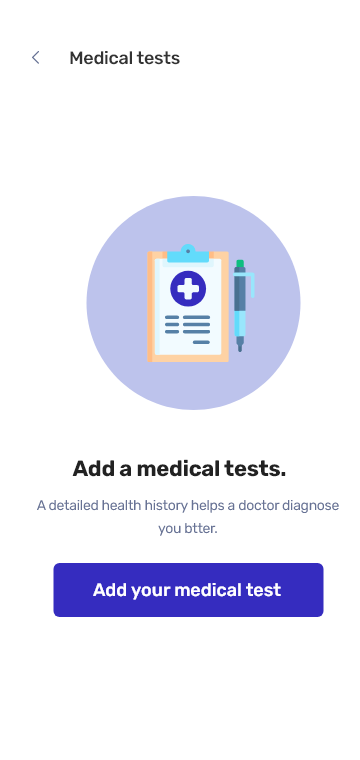 Medical tests
Add a medical tests.
A detailed health history helps a doctor diagnose
you btter.
Add your medical test